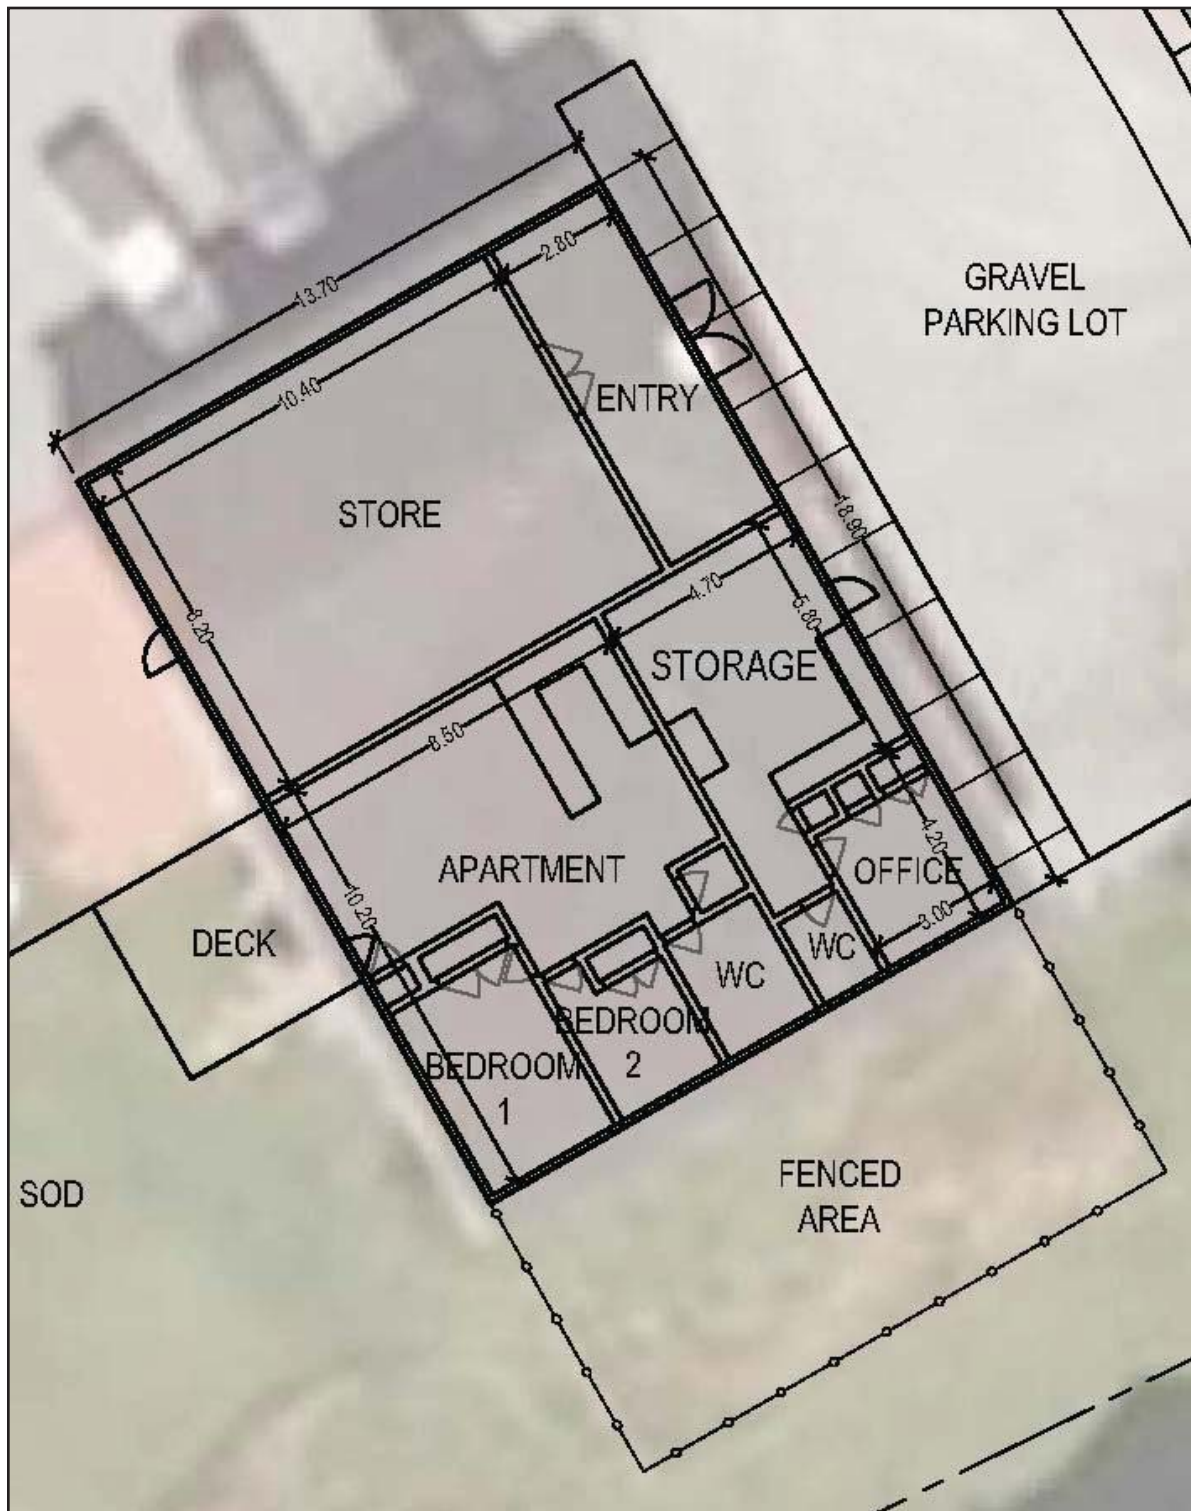 GRAVEL
PARKING LOT
13.70
2.80
10.40
ENTRY
STORE
18.90
8.20
4.70
5.80
STORAGE
8.50
APARTMENT
4.20
OFFICE
10.20
DECK
3.00
WC
WC
BEDROOM
2
BEDROOM
1
FENCED
AREA
SOD